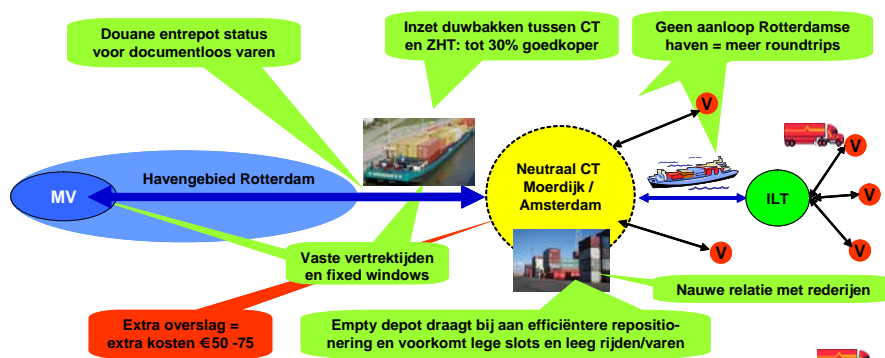 Douane entrepot status
voor documentloos varen
Inzet duwbakken tussen CT
en ZHT: tot 30% goedkoper
Geen aanloop Rotterdamse
haven = meer roundtrips
V
V
Havengebied Rotterdam
MV
Neutraal CT
Moerdijk /
Amsterdam
ILT
V
V
V
Vaste vertrektijden
en fixed windows
Nauwe relatie met rederijen
Extra overslag =
extra kosten €50 -75
Empty depot draagt bij aan efficiëntere repositio-
nering en voorkomt lege slots en leeg rijden/varen